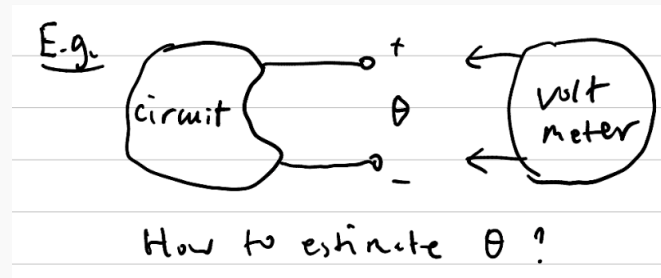 E.g.
+
circuit
θ
volt
meter
-
How to estimate θ?